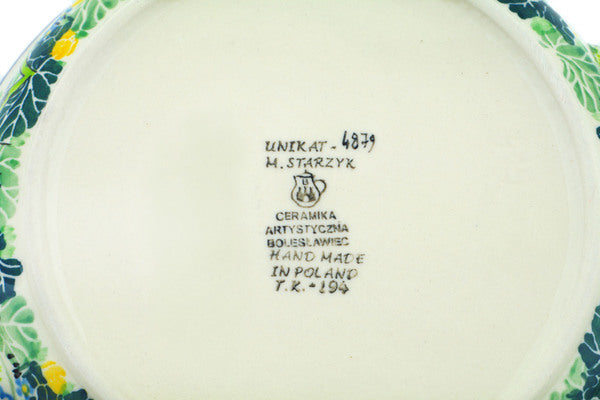 UNIKAT - 4879
M. STARZYK
CERAMIKA
ARTYSTYCZNA
BOLESŁAWIEC
HAND MADE
IN POLAND
T.K. - 194